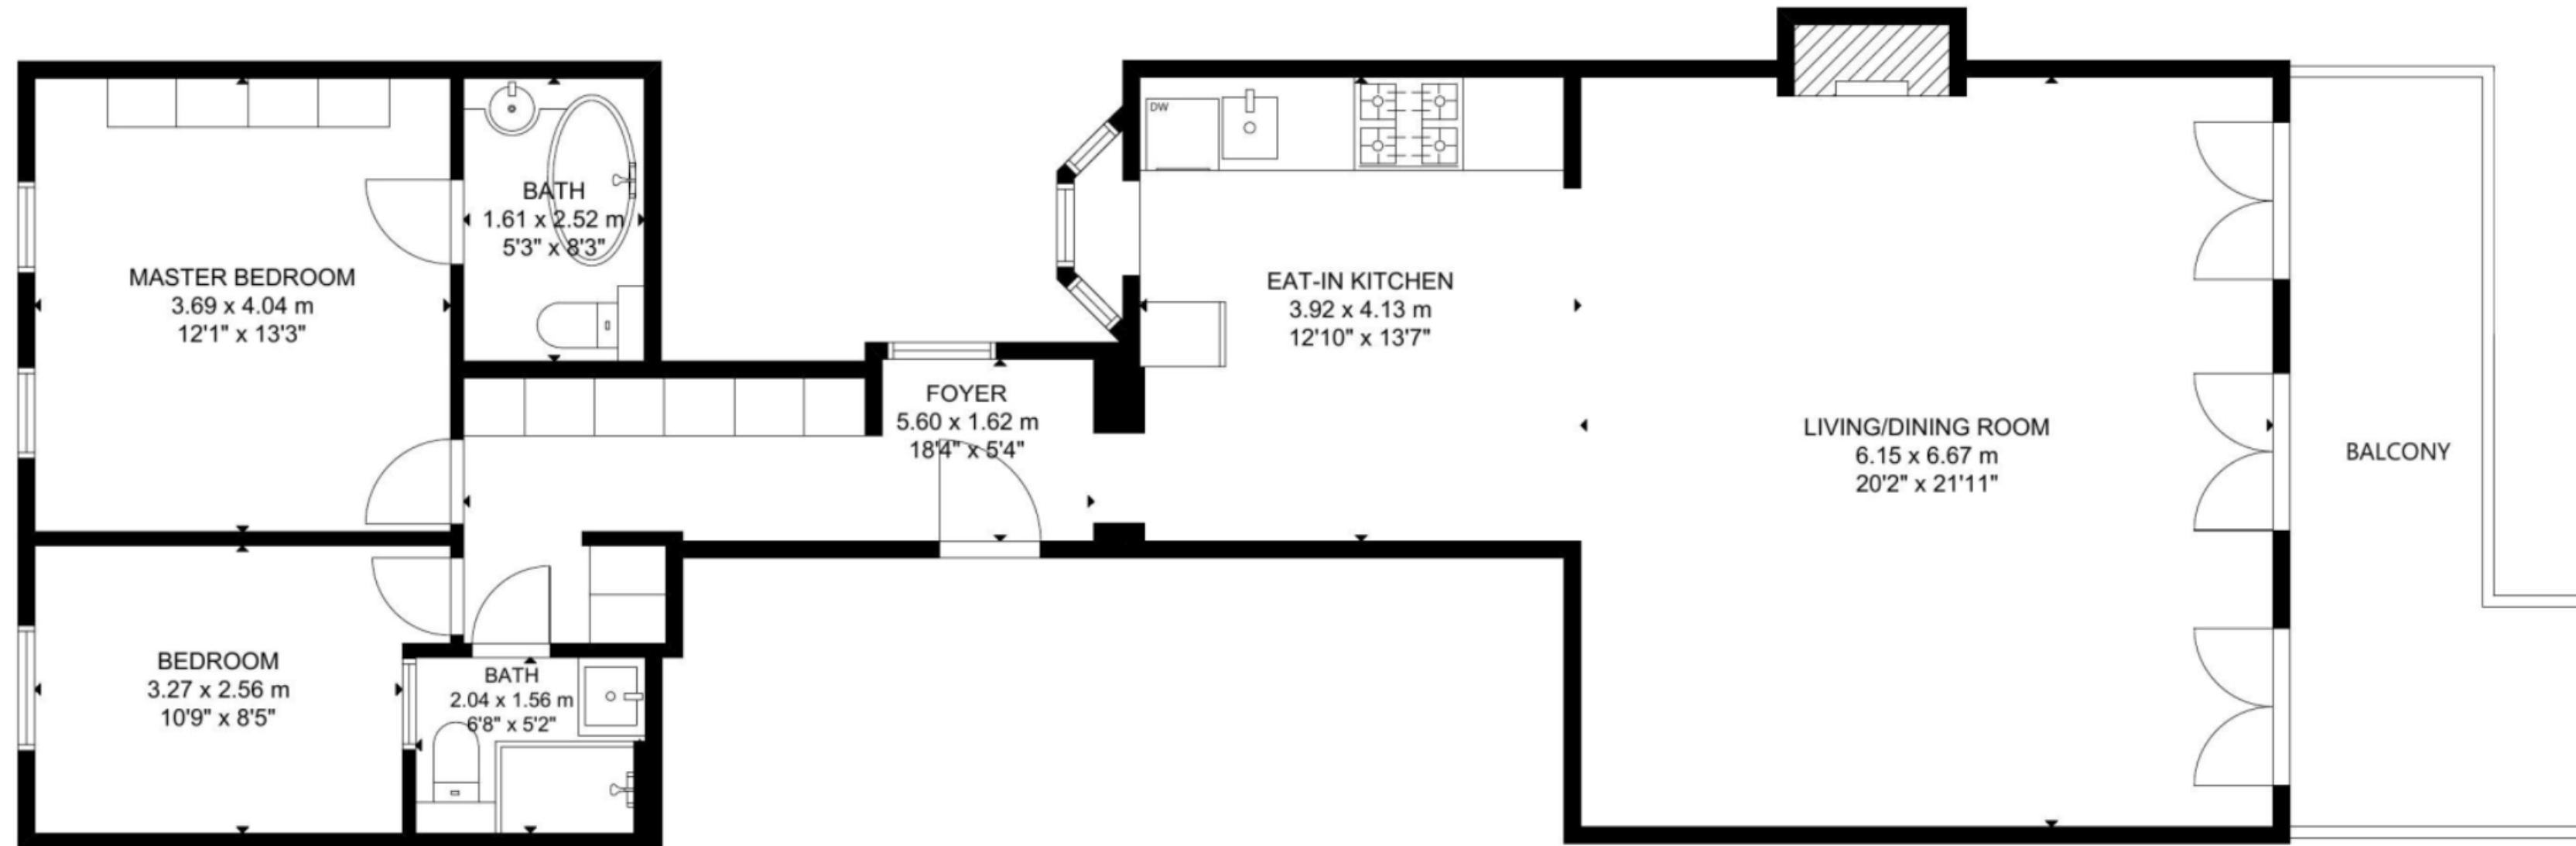 MASTER BEDROOM
3.69 x 4.04 m
12'1" x 13'3"
BATH
1.61 x 2.52 m
5'3" x 8'3"
FOYER
5.60 x 1.62 m
18'4" x 5'4"
DW
EAT-IN KITCHEN
3.92 x 4.13 m
12'10" x 13'7"
LIVING/DINING ROOM
6.15 x 6.67 m
20'2" x 21'11"
BALCONY
BEDROOM
3.27 x 2.56 m
10'9" x 8'5"
BATH
2.04 x 1.56 m
6'8" x 5'2"